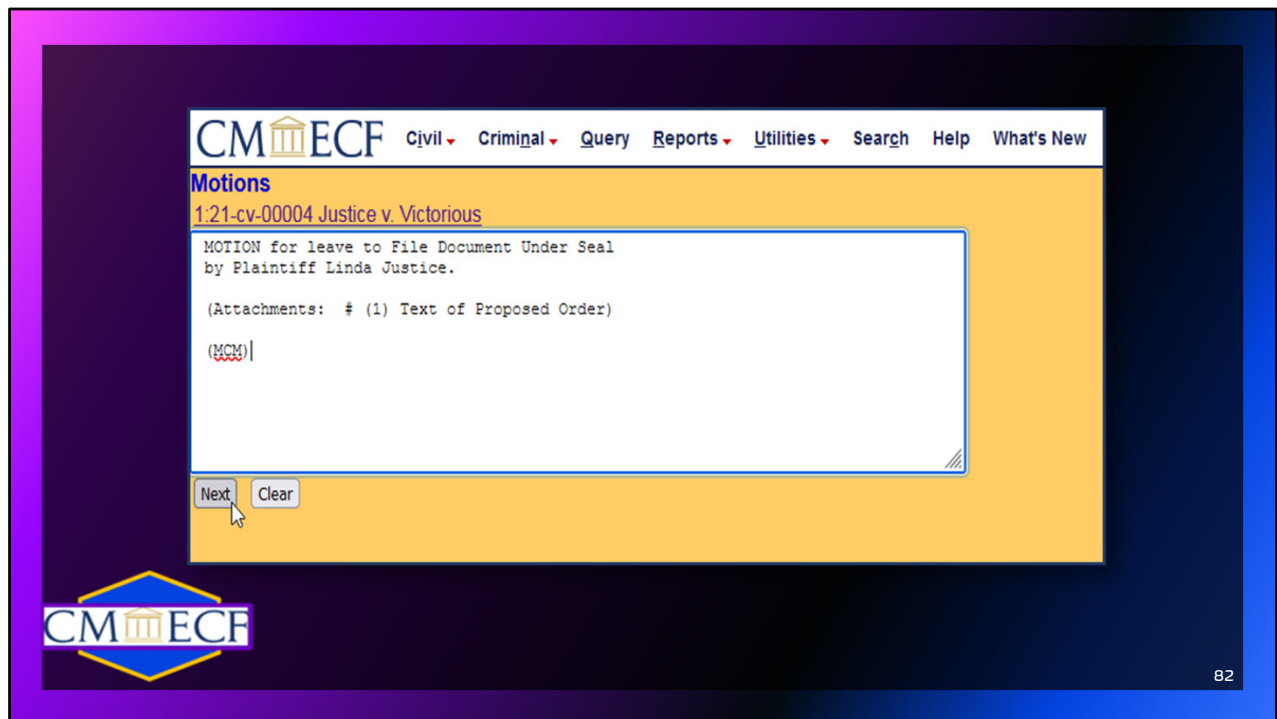 CM ECF Civil Criminal Query Reports Utilities Search Help What's New
Motions
1:21-cv-00004 Justice v. Victorious
MOTION for leave to File Document Under Seal
by Plaintiff Linda Justice.
(Attachments: # (1) Text of Proposed Order)
(MCM)
Next Clear
CM ECF
82